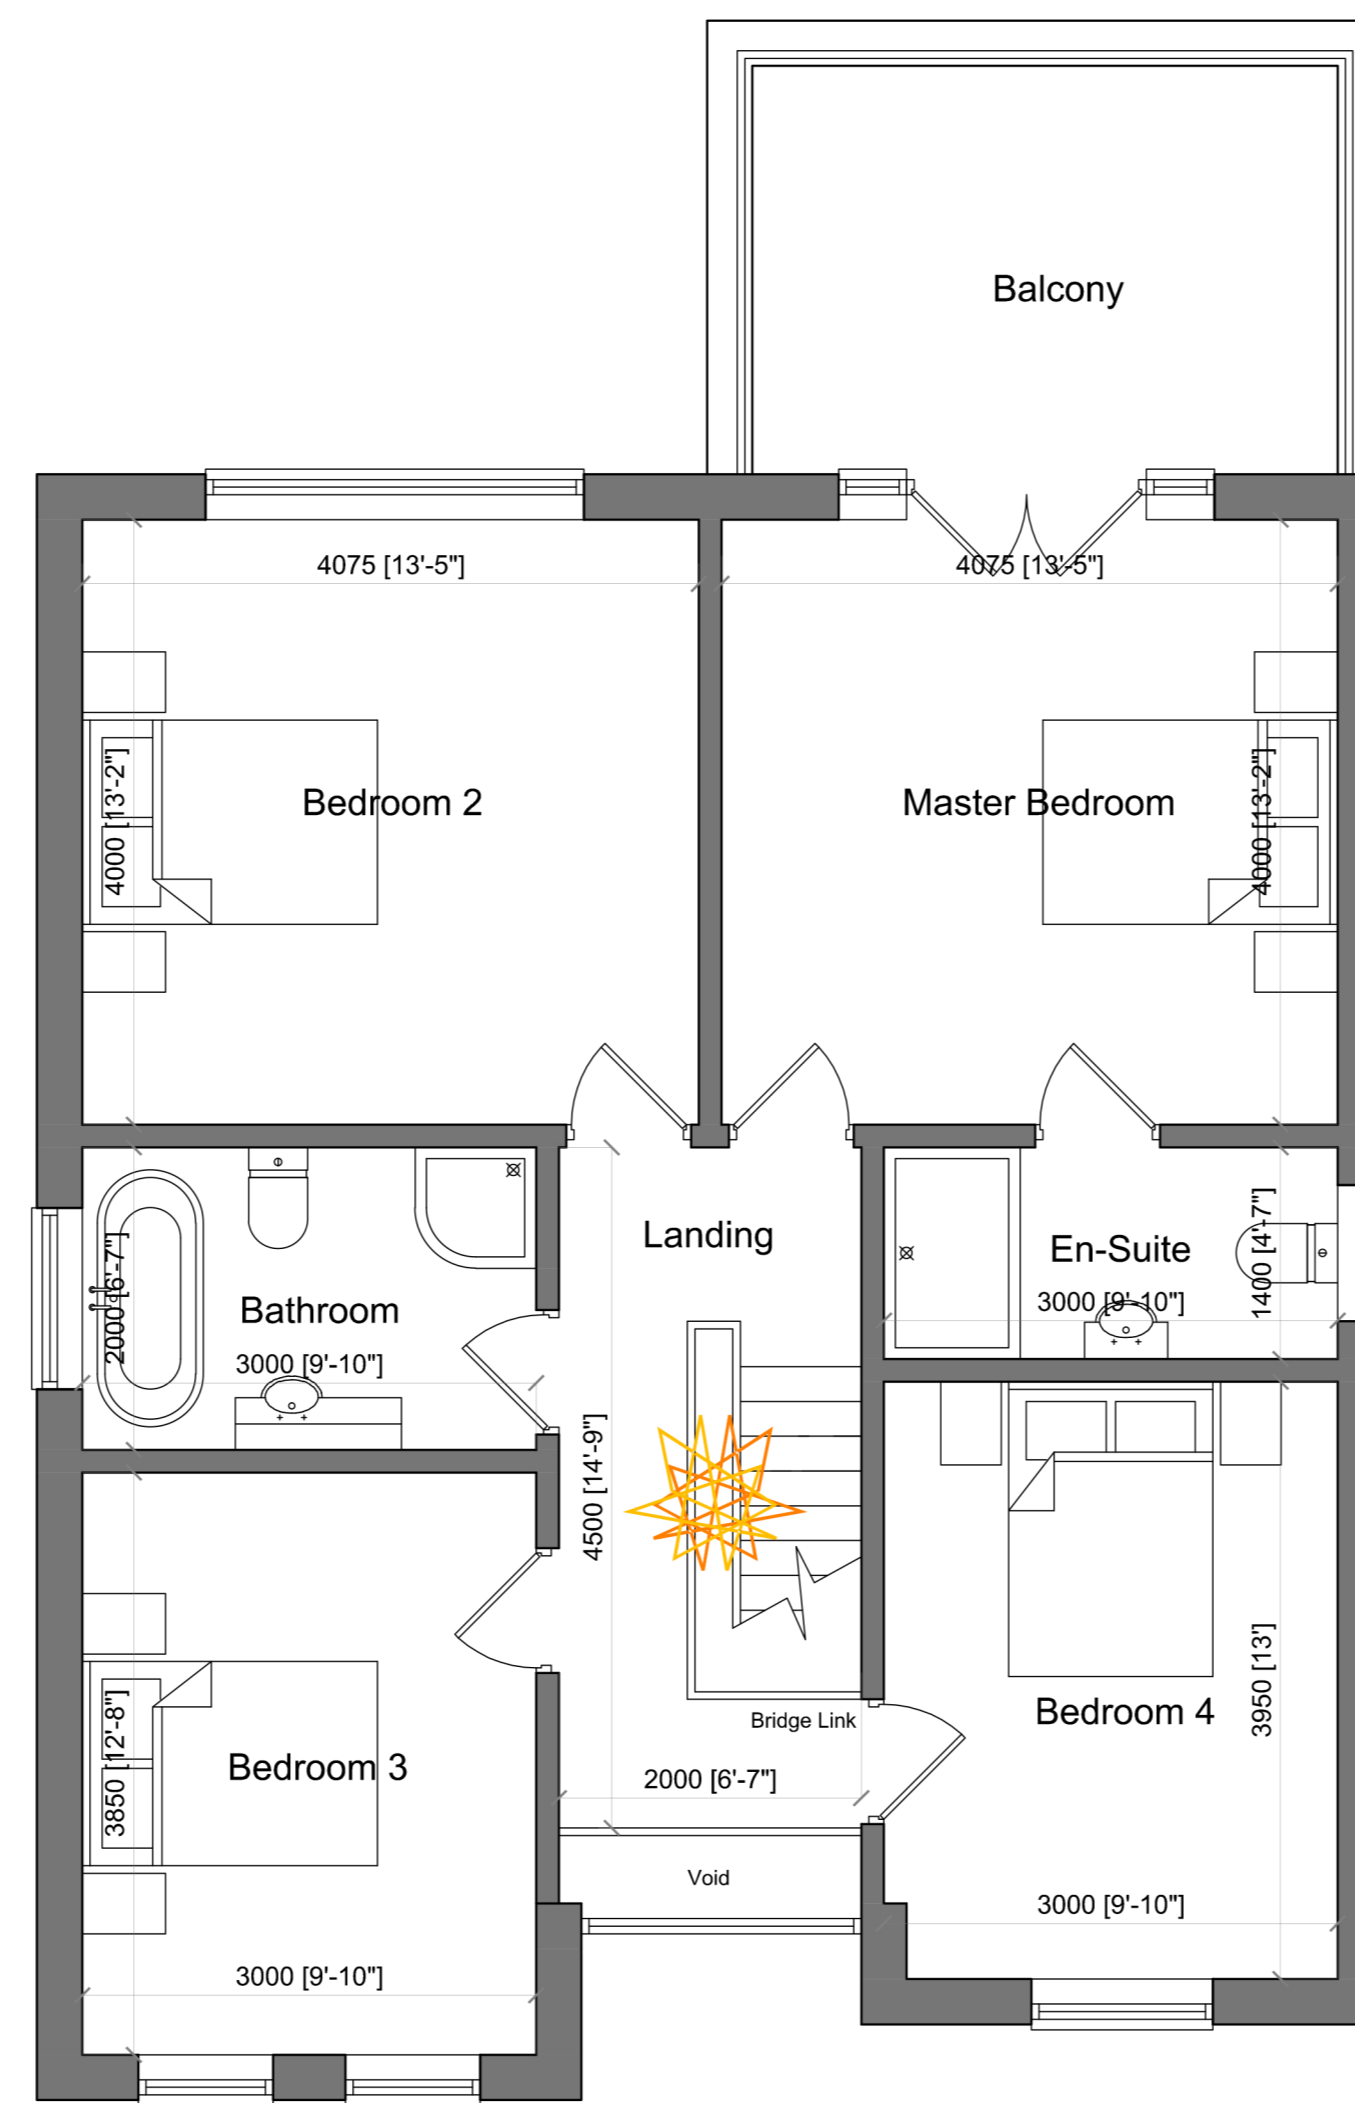 Balcony
4075 [13'-5"]
4075 [13'-5"]
4000 [13'-2"]
Bedroom 2
Master Bedroom
4000 [13'-2"]
2000 [6'-7"]
Bathroom
3000 [9'-10"]
Landing
En-Suite
3000 [9'-10"]
1400 [4'-7"]
4500 [14'-9"]
3850 [12'-8"]
Bedroom 3
3000 [9'-10"]
Bridge Link
2000 [6'-7"]
Void
Bedroom 4
3950 [13']
3000 [9'-10"]